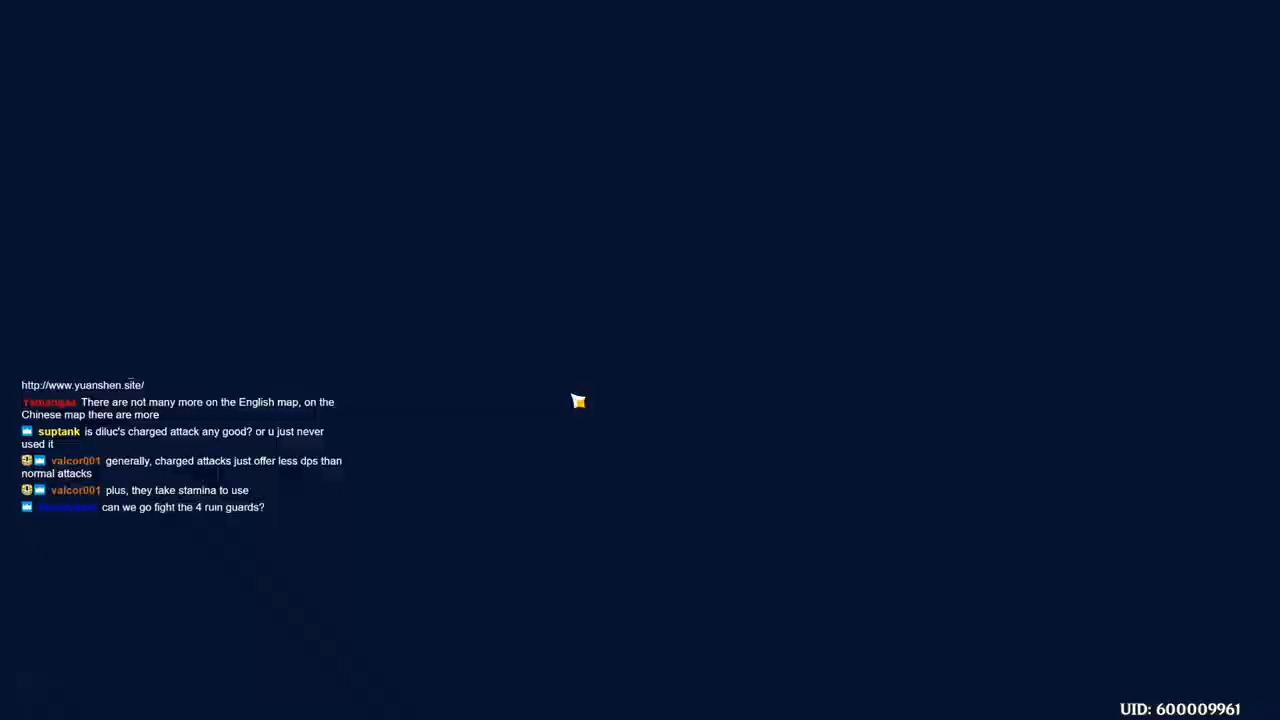 http://www.yuanshen.site/
There are not many more on the English map, on the
Chinese map there are more
suptank is diluc's charged attack any good? or u just never
used it
valcor001 generally, charged attacks just offer less dps than
normal attacks
valcor001 plus, they take stamina to use
can we go fight the 4 ruin guards?
UID: 600009961